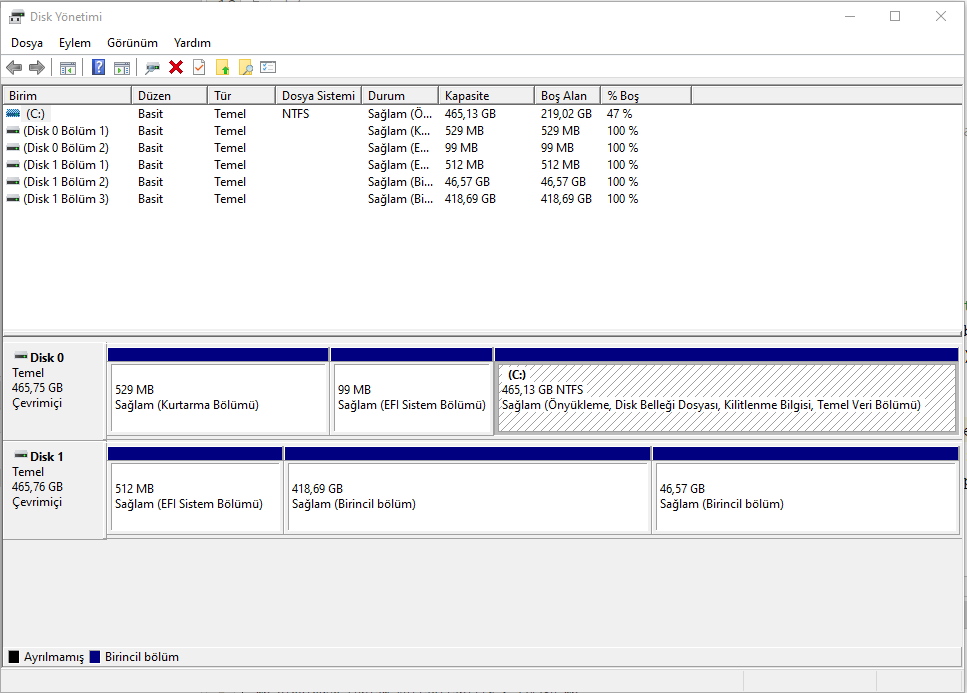 Disk Yönetimi
Dosya Eylem Görünüm Yardım
Birim Düzen Tür Dosya Sistemi Durum Kapasite Boş Alan % Boş
(C:) Basit Temel NTFS Sağlam (Ö... 465,13 GB 219,02 GB 47 %
(Disk 0 Bölüm 1) Basit Temel Sağlam (K... 529 MB 529 MB 100 %
(Disk 0 Bölüm 2) Basit Temel Sağlam (E... 99 MB 99 MB 100 %
(Disk 1 Bölüm 1) Basit Temel Sağlam (E... 512 MB 512 MB 100 %
(Disk 1 Bölüm 2) Basit Temel Sağlam (Bi... 46,57 GB 46,57 GB 100 %
(Disk 1 Bölüm 3) Basit Temel Sağlam (Bi... 418,69 GB 418,69 GB 100 %
Disk 0
Temel
465,75 GB
Çevrimiçi
529 MB
Sağlam (Kurtarma Bölümü)
99 MB
Sağlam (EFI Sistem Bölümü)
(C:)
465,13 GB NTFS
Sağlam (Önyükleme, Disk Belleği Dosyası, Kilitlenme Bilgisi, Temel Veri Bölümü)
Disk 1
Temel
465,76 GB
Çevrimiçi
512 MB
Sağlam (EFI Sistem Bölümü)
418,69 GB
Sağlam (Birincil bölüm)
46,57 GB
Sağlam (Birincil bölüm)
Ayrılmamış Birincil bölüm